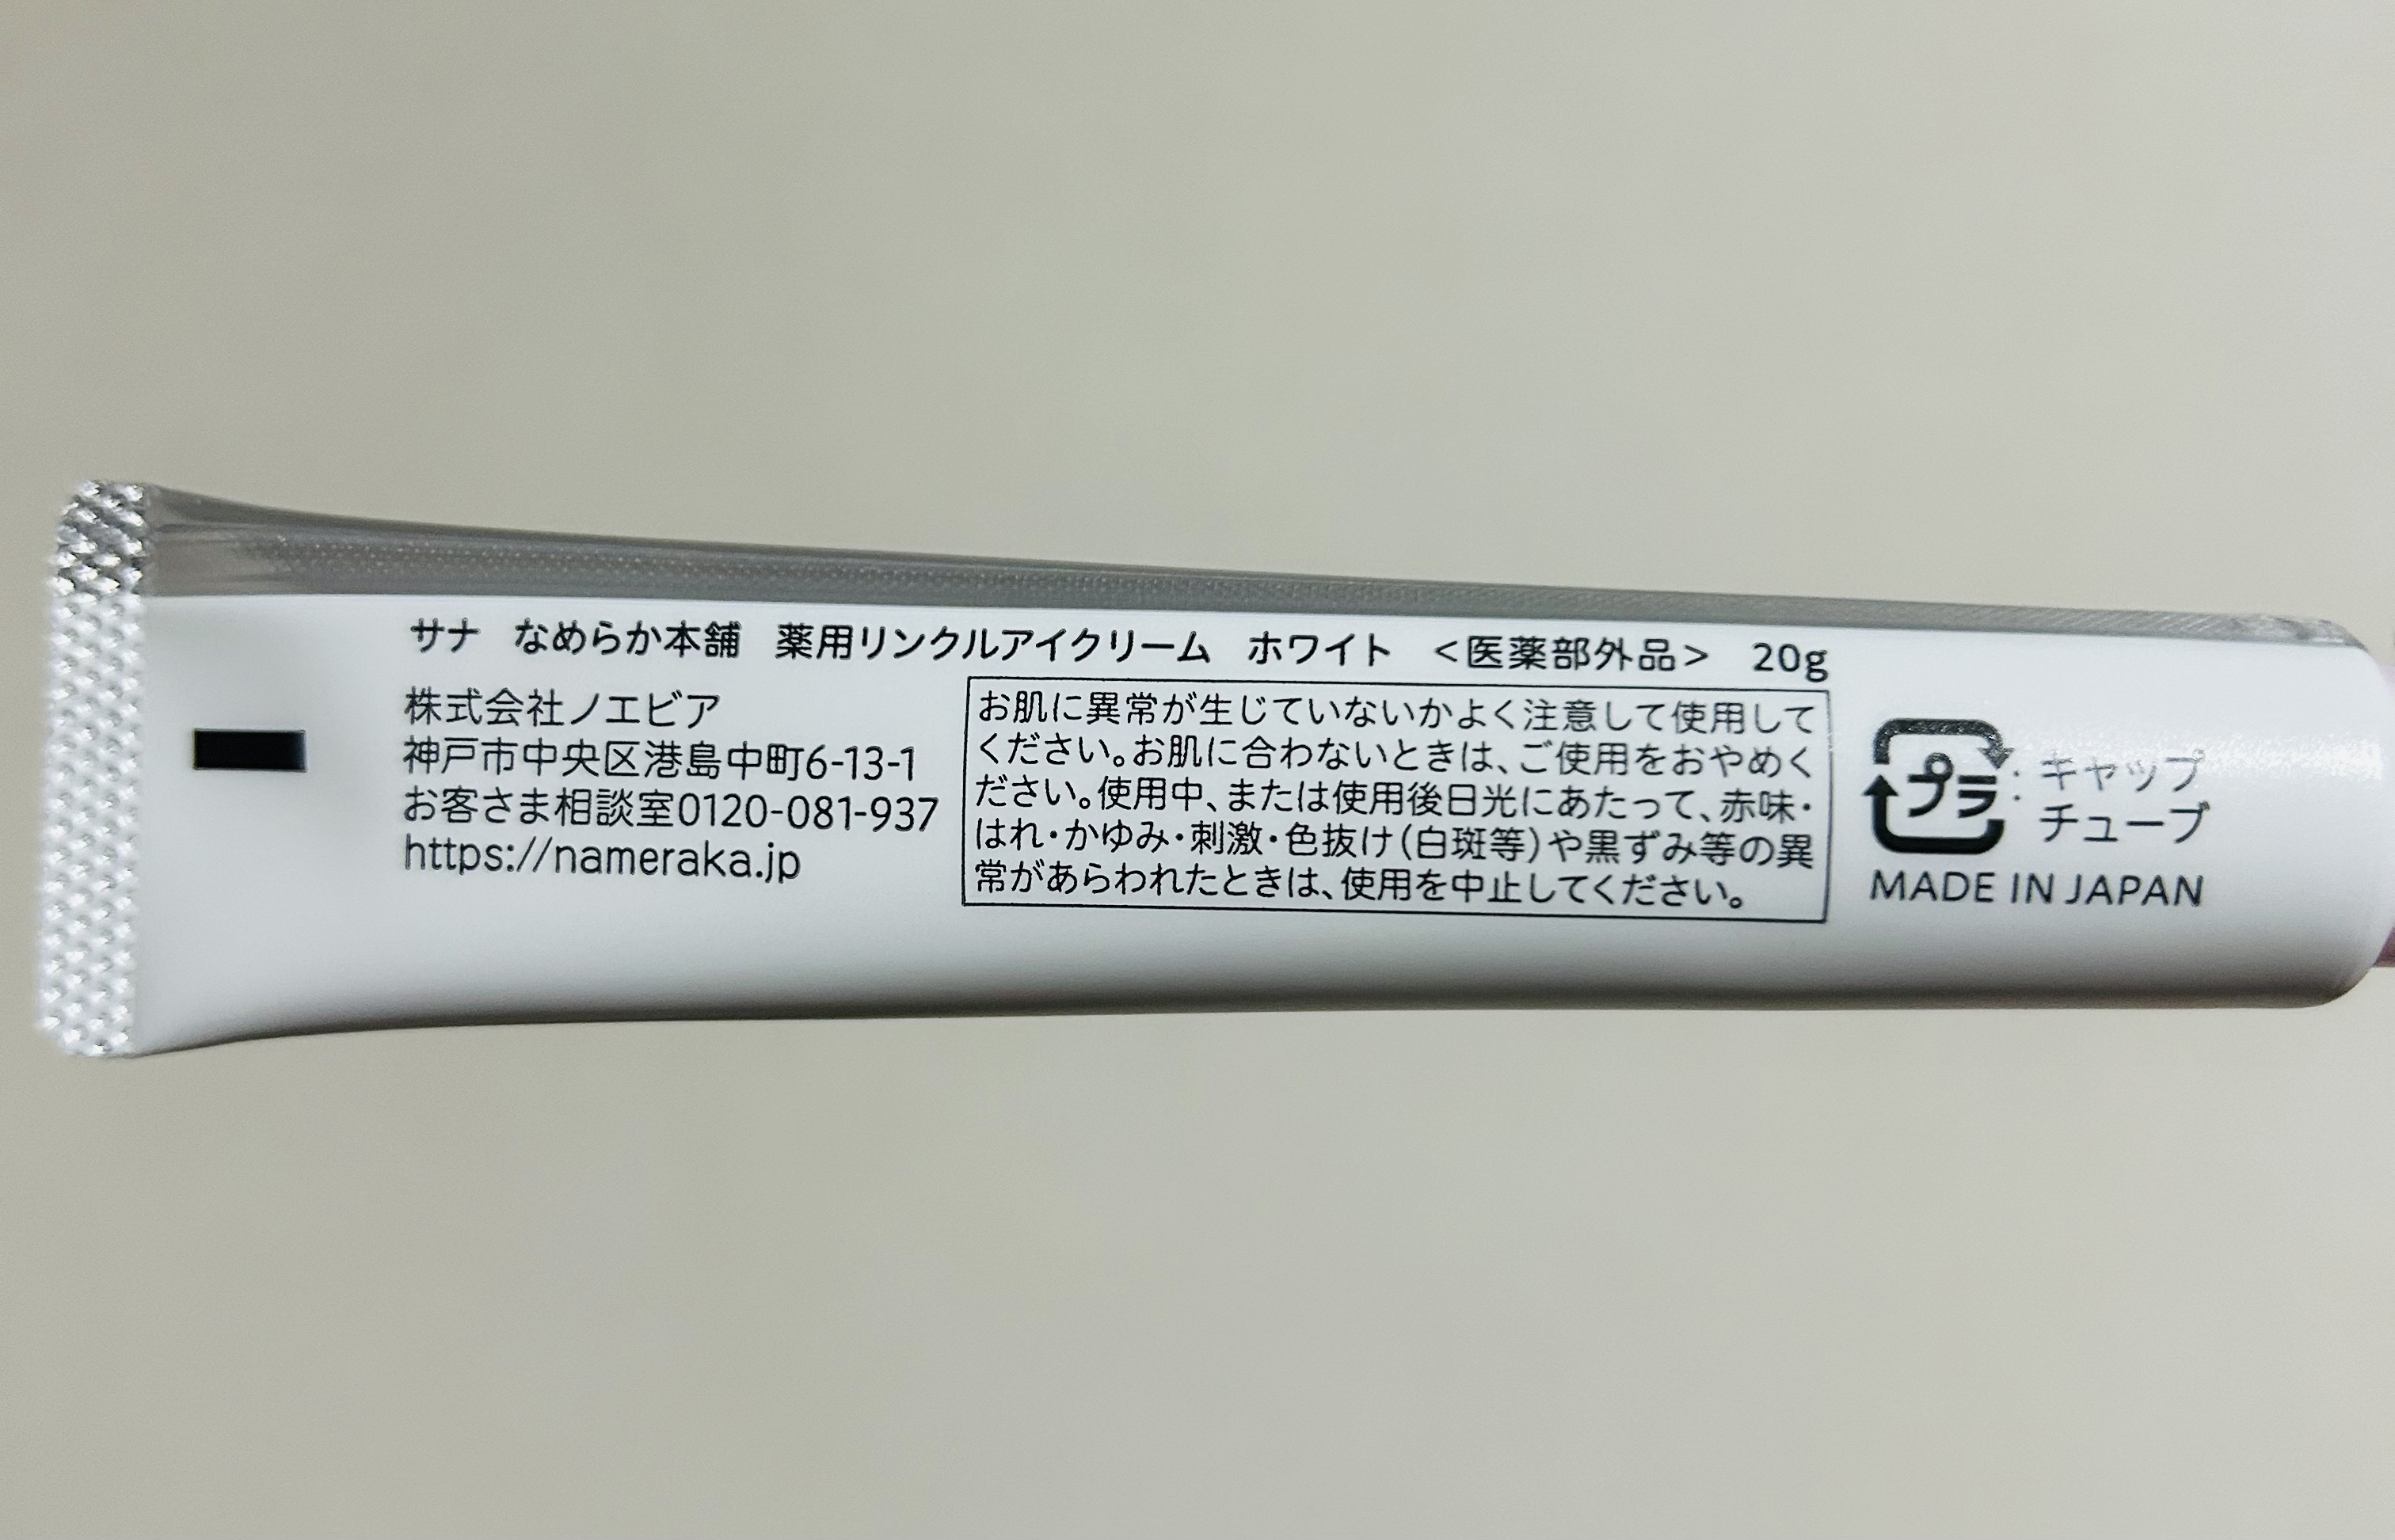 サナ なめらか本舗 薬用リンクルアイクリーム ホワイト <医薬部外品> 20g
株式会社ノエビア
神戸市中央区港島中町6-13-1
お客さま相談室0120-081-937
https://nameraka.jp
お肌に異常が生じていないかよく注意して使用して
ください。お肌に合わないときは、ご使用をおやめく
ださい。使用中、または使用後日光にあたって、赤味・
はれ・かゆみ・刺激・色抜け(白斑等)や黒ずみ等の異
常があらわれたときは、使用を中止してください。
プラ : キャップ
チューブ
MADE IN JAPAN